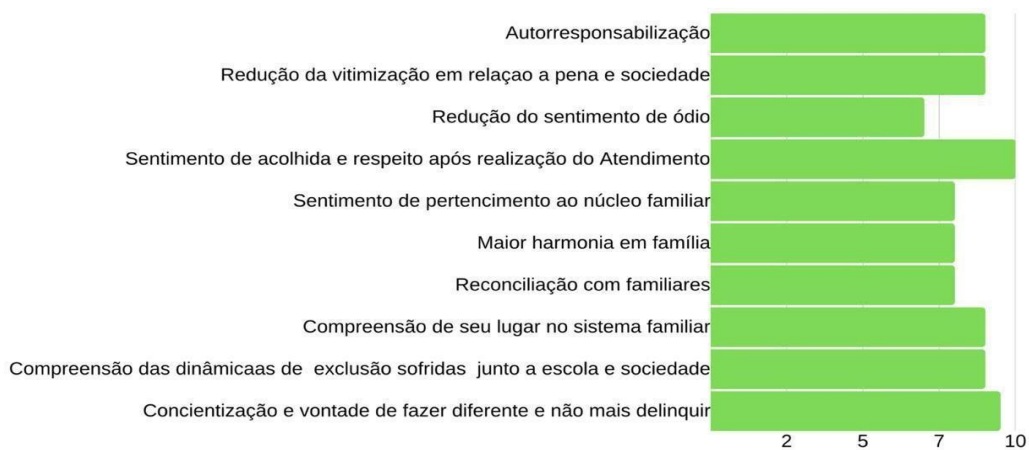 Autorresponsabilização
Redução da vitimização em relaçao a pena e sociedade
Redução do sentimento de ódio
Sentimento de acolhida e respeito após realização do Atendimento
Sentimento de pertencimento ao núcleo familiar
Maior harmonia em família
Reconciliação com familiares
Compreensão de seu lugar no sistema familiar
Compreensão das dinâmicaas de exclusão sofridas junto a escola e sociedade
Concientização e vontade de fazer diferente e não mais delinquir
2 5 7 10